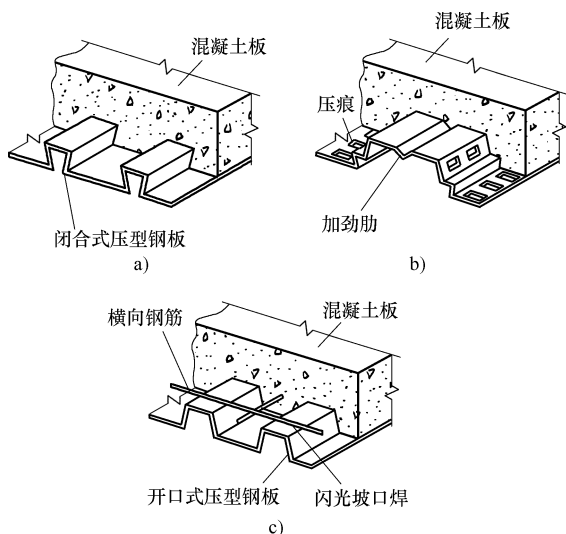 混凝土板
闭合式压型钢板
a)
混凝土板
压痕
加劲肋
b)
横向钢筋
混凝土板
开口式压型钢板
闪光坡口焊
c)